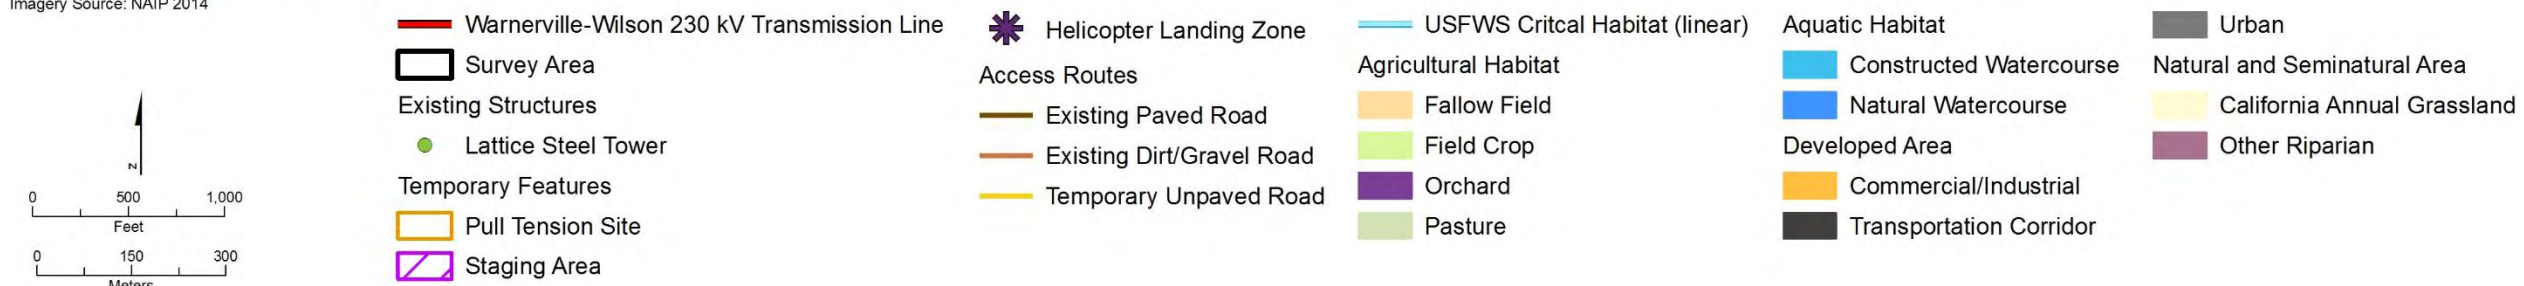 Imagery Source: NAIP 2014
N
0 500 1,000
Feet
0 150 300
Meters
Warnerville-Wilson 230 kV Transmission Line
Survey Area
Existing Structures
Lattice Steel Tower
Temporary Features
Pull Tension Site
Staging Area
Helicopter Landing Zone
Access Routes
Existing Paved Road
Existing Dirt/Gravel Road
Temporary Unpaved Road
USFWS Critcal Habitat (linear)
Agricultural Habitat
Fallow Field
Field Crop
Orchard
Pasture
Aquatic Habitat
Constructed Watercourse
Natural Watercourse
Developed Area
Commercial/Industrial
Transportation Corridor
Urban
Natural and Seminatural Area
California Annual Grassland
Other Riparian